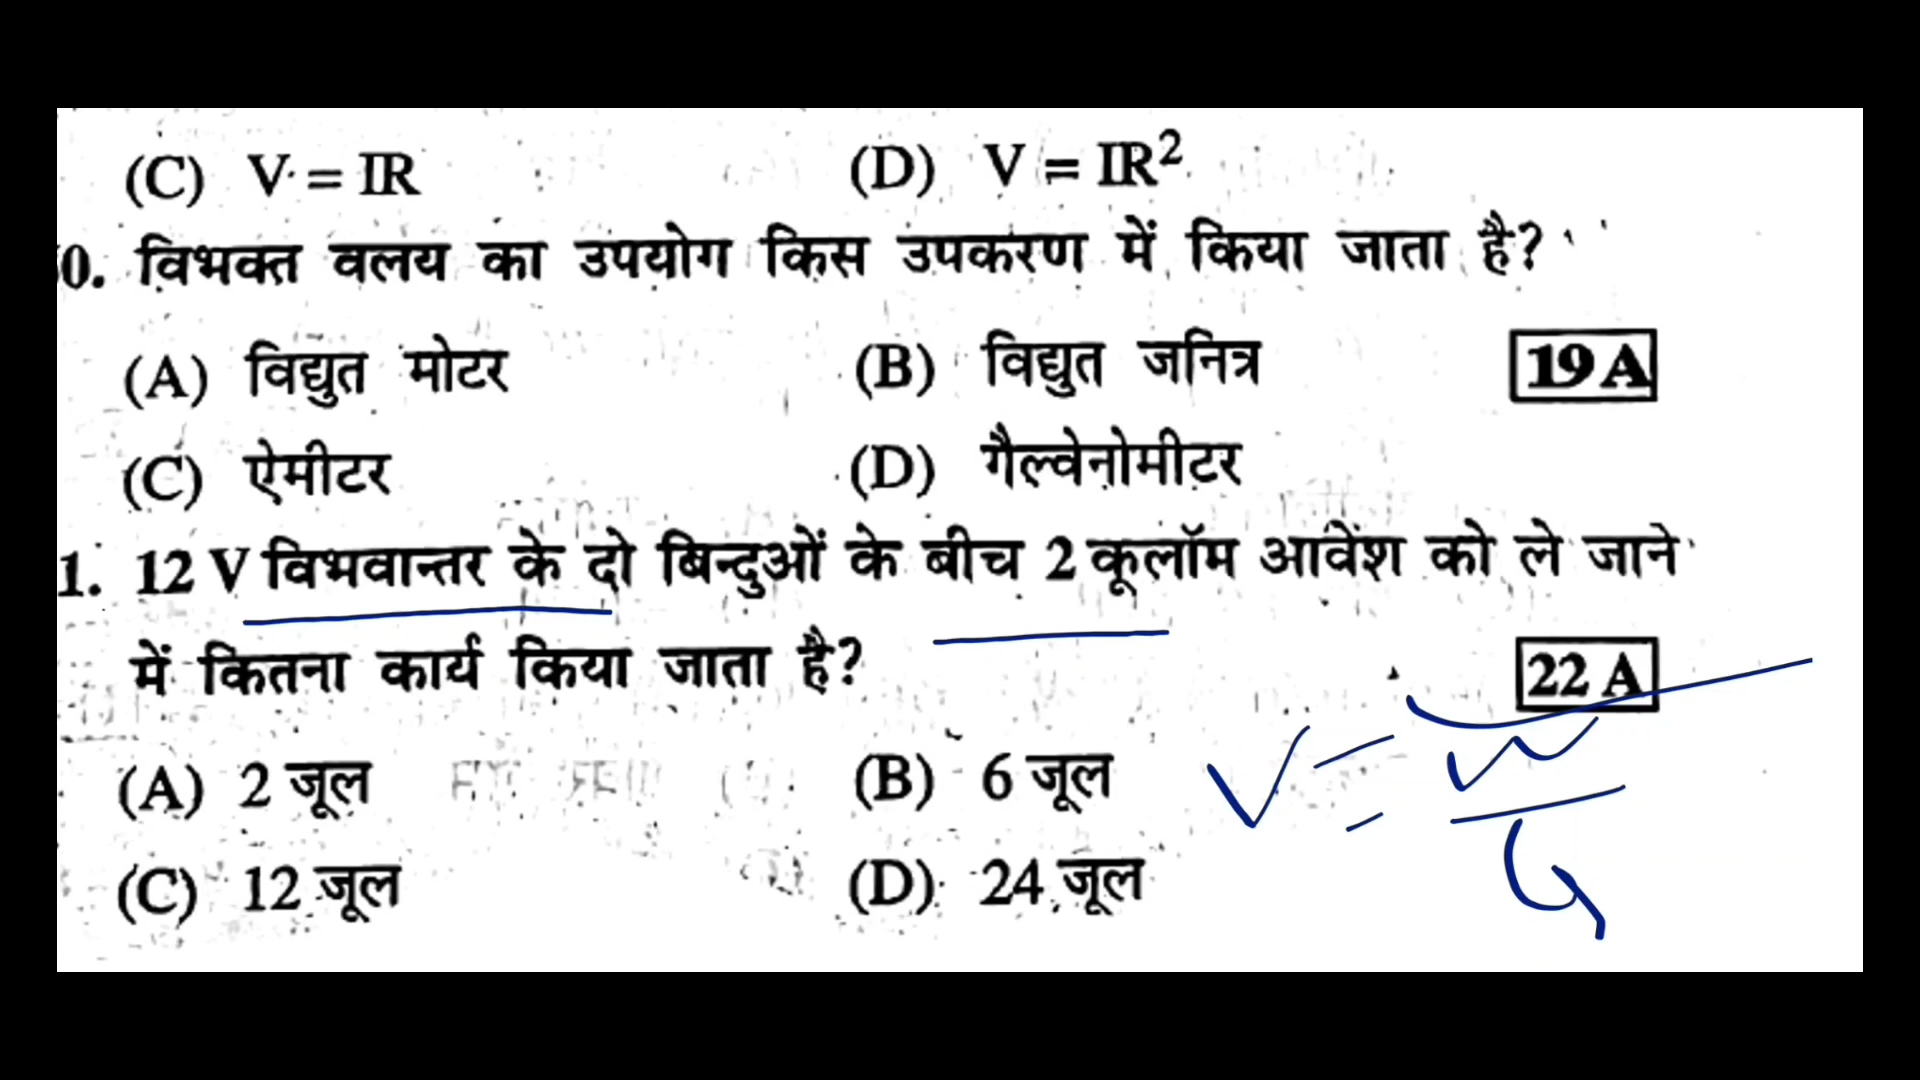 (C) V = IR (D) V = IR²
0. विभक्त वलय का उपयोग किस उपकरण में किया जाता है?
(A) विद्युत मोटर (B) विद्युत जनित्र 19 A
(C) ऐमीटर (D) गैल्वेनोमीटर
1. 12 V विभवान्तर के दो बिन्दुओं के बीच 2 कूलॉम आवेश को ले जाने
में कितना कार्य किया जाता है? 22 A
(A) 2 जूल (B) 6 जूल
(C) 12 जूल (D) 24 जूल
V = w